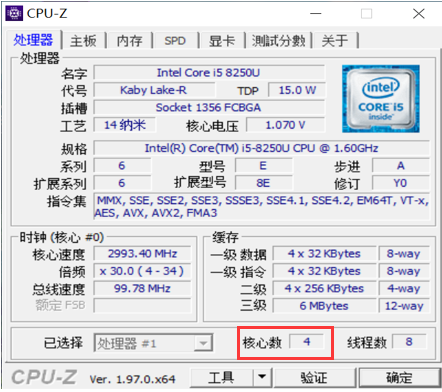 CPU-Z
处理器 主板 内存 SPD 显卡 测試分數 关于
处理器
名字 Intel Core i5 8250U
代号 Kaby Lake-R TDP 15.0 W
插槽 Socket 1356 FCBGA
工艺 14 纳米 核心电压 1.070 V
intel CORE i5 inside
规格 Intel(R) Core(TM) i5-8250U CPU @ 1.60GHz
系列 6 型号 E 步进 A
扩展系列 6 扩展型号 8E 修订 Y0
指令集 MMX, SSE, SSE2, SSE3, SSSE3, SSE4.1, SSE4.2, EM64T, VT-x,
AES, AVX, AVX2, FMA3
时钟 (核心 #0) 缓存
核心速度 2993.40 MHz 一级 数据 4 x 32 KBytes 8-way
倍频 x 30.0 ( 4 - 34 ) 一级 指令 4 x 32 KBytes 8-way
总线速度 99.78 MHz 二级 4 x 256 KBytes 4-way
额定 FSB 三级 6 MBytes 12-way
已选择 处理器 #1 核心数 4 线程数 8
CPU-Z Ver. 1.97.0.x64 工具 验证 确定